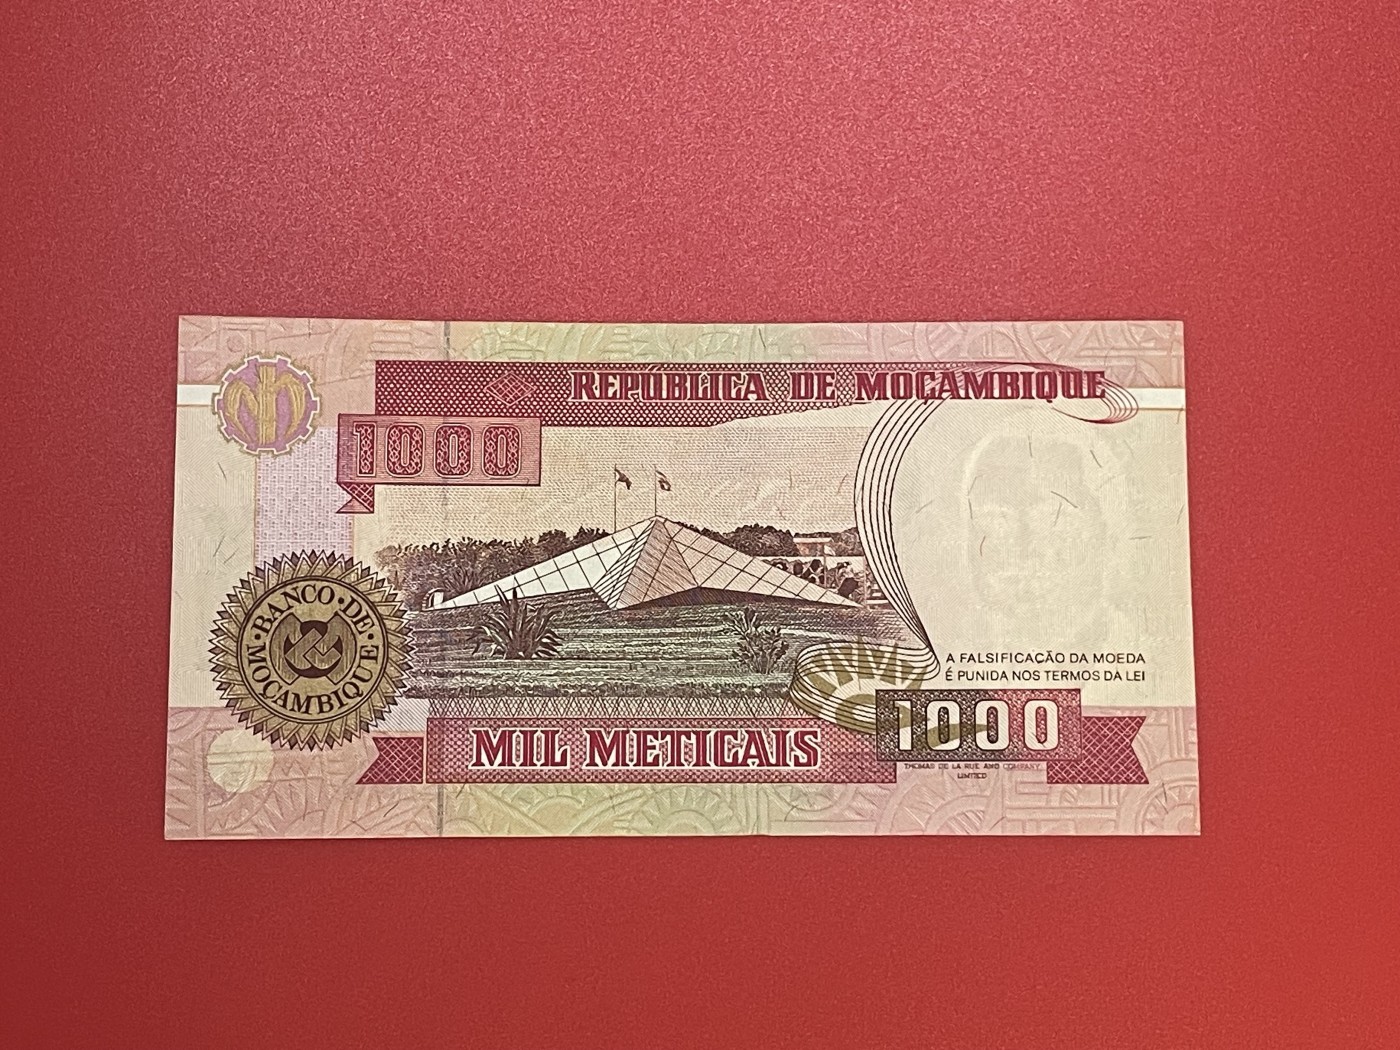 REPÚBLICA DE MOÇAMBIQUE
1000
BANCO · DE · MOÇAMBIQUE ·
A FALSIFICAÇÃO DA MOEDA
É PUNIDA NOS TERMOS DA LEI
1000
MIL METICAIS
THOMAS DE LA RUE AND COMPANY,
LIMITED